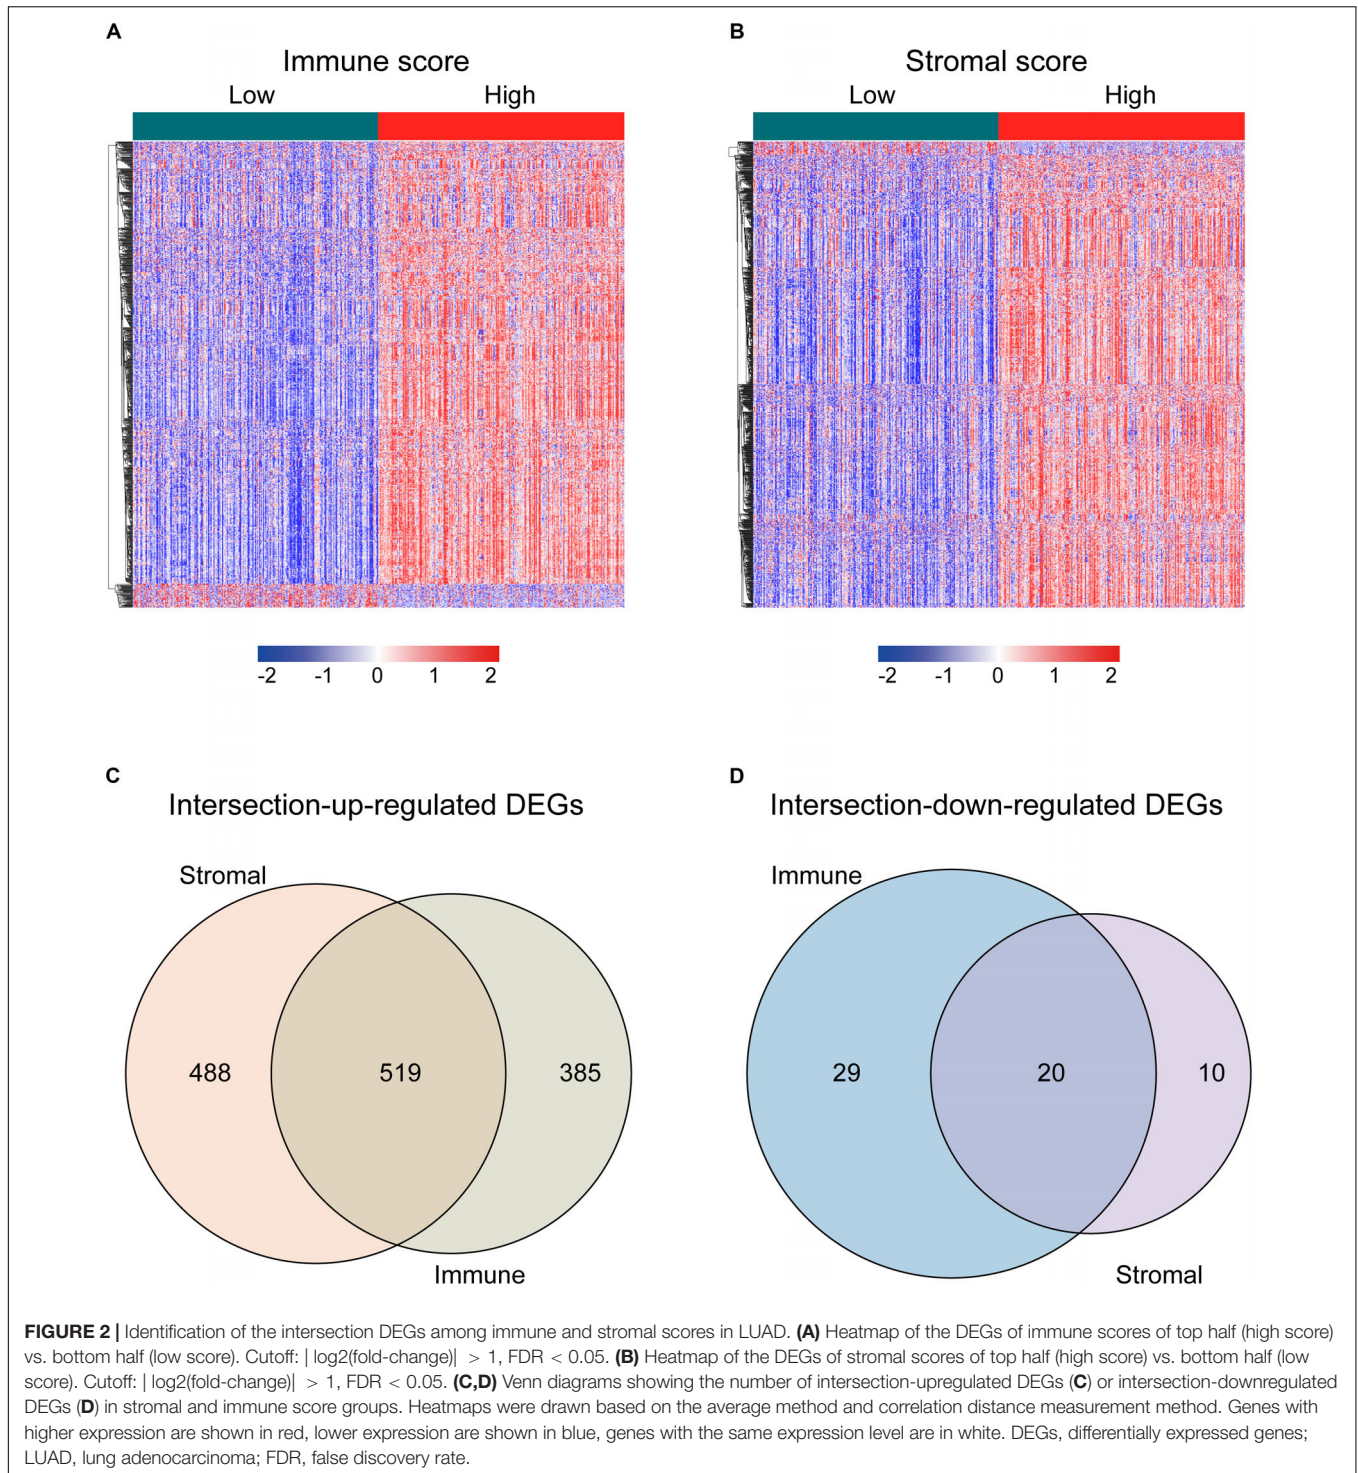 A
Immune score
Low High
-2 -1 0 1 2
B
Stromal score
Low High
-2 -1 0 1 2
C
Intersection-up-regulated DEGs
Stromal
488 519 385
Immune
D
Intersection-down-regulated DEGs
Immune
29 20 10
Stromal
FIGURE 2 | Identification of the intersection DEGs among immune and stromal scores in LUAD. (A) Heatmap of the DEGs of immune scores of top half (high score)
vs. bottom half (low score). Cutoff: | log2(fold-change)| > 1, FDR < 0.05. (B) Heatmap of the DEGs of stromal scores of top half (high score) vs. bottom half (low
score). Cutoff: | log2(fold-change)| > 1, FDR < 0.05. (C,D) Venn diagrams showing the number of intersection-upregulated DEGs (C) or intersection-downregulated
DEGs (D) in stromal and immune score groups. Heatmaps were drawn based on the average method and correlation distance measurement method. Genes with
higher expression are shown in red, lower expression are shown in blue, genes with the same expression level are in white. DEGs, differentially expressed genes;
LUAD, lung adenocarcinoma; FDR, false discovery rate.